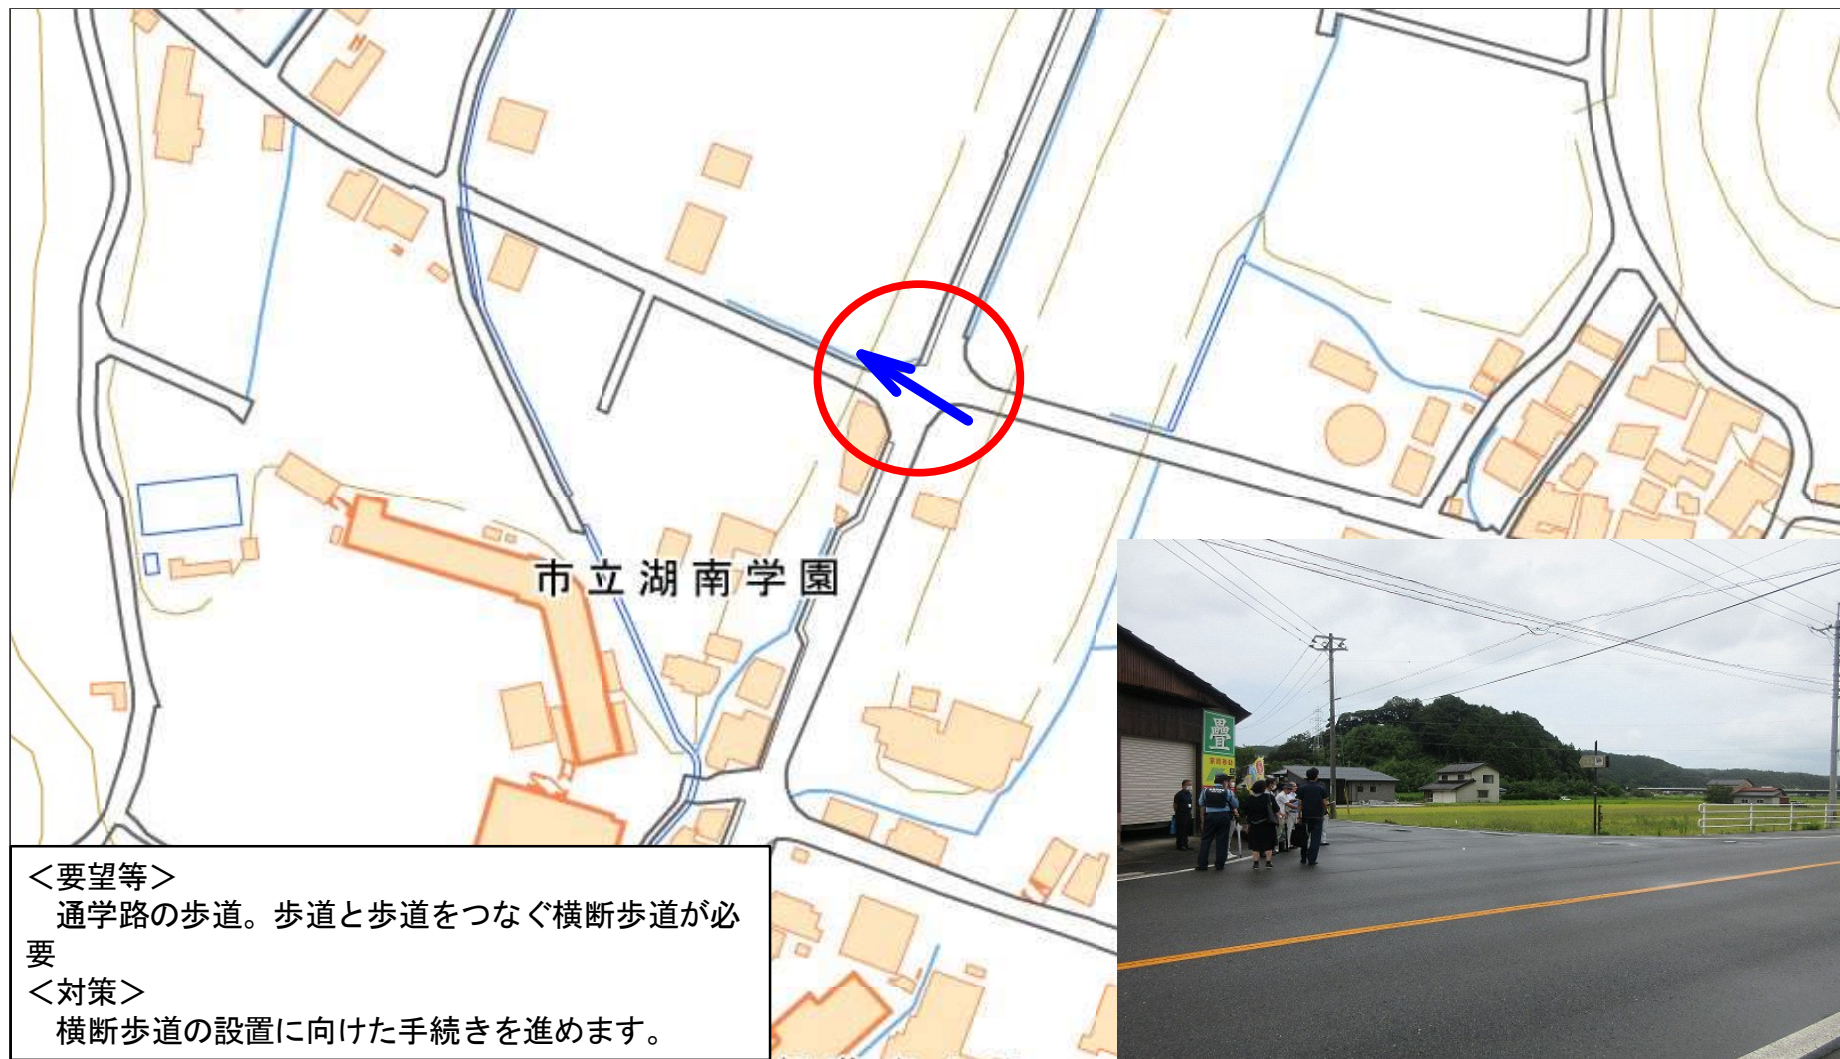 市立湖南学園
畳
＜要望等＞
　通学路の歩道。歩道と歩道をつなぐ横断歩道が必
要
＜対策＞
　横断歩道の設置に向けた手続きを進めます。